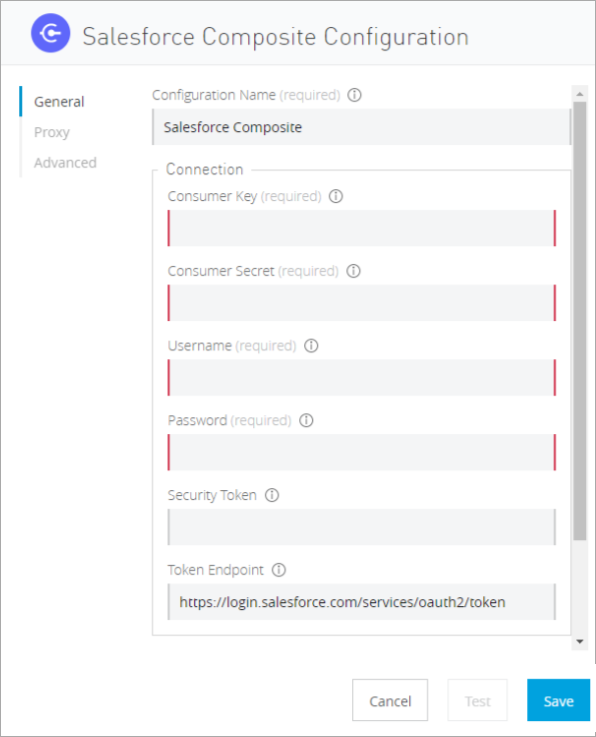 Salesforce Composite Configuration
General
Proxy
Advanced
Configuration Name (required)
Salesforce Composite
Connection
Consumer Key (required)
Consumer Secret (required)
Username (required)
Password (required)
Security Token
Token Endpoint
https://login.salesforce.com/services/oauth2/token
Cancel
Test
Save